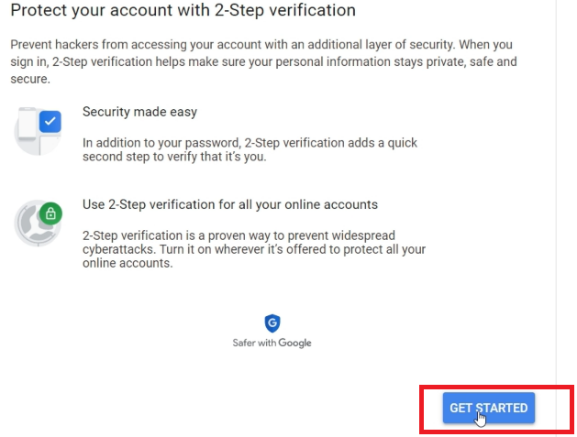 Protect your account with 2-Step verification
Prevent hackers from accessing your account with an additional layer of security. When you
sign in, 2-Step verification helps make sure your personal information stays private, safe and
secure.
Security made easy
In addition to your password, 2-Step verification adds a quick
second step to verify that it's you.
Use 2-Step verification for all your online accounts
2-Step verification is a proven way to prevent widespread
cyberattacks. Turn it on wherever it's offered to protect all your
online accounts.
G
Safer with Google
GET STARTED